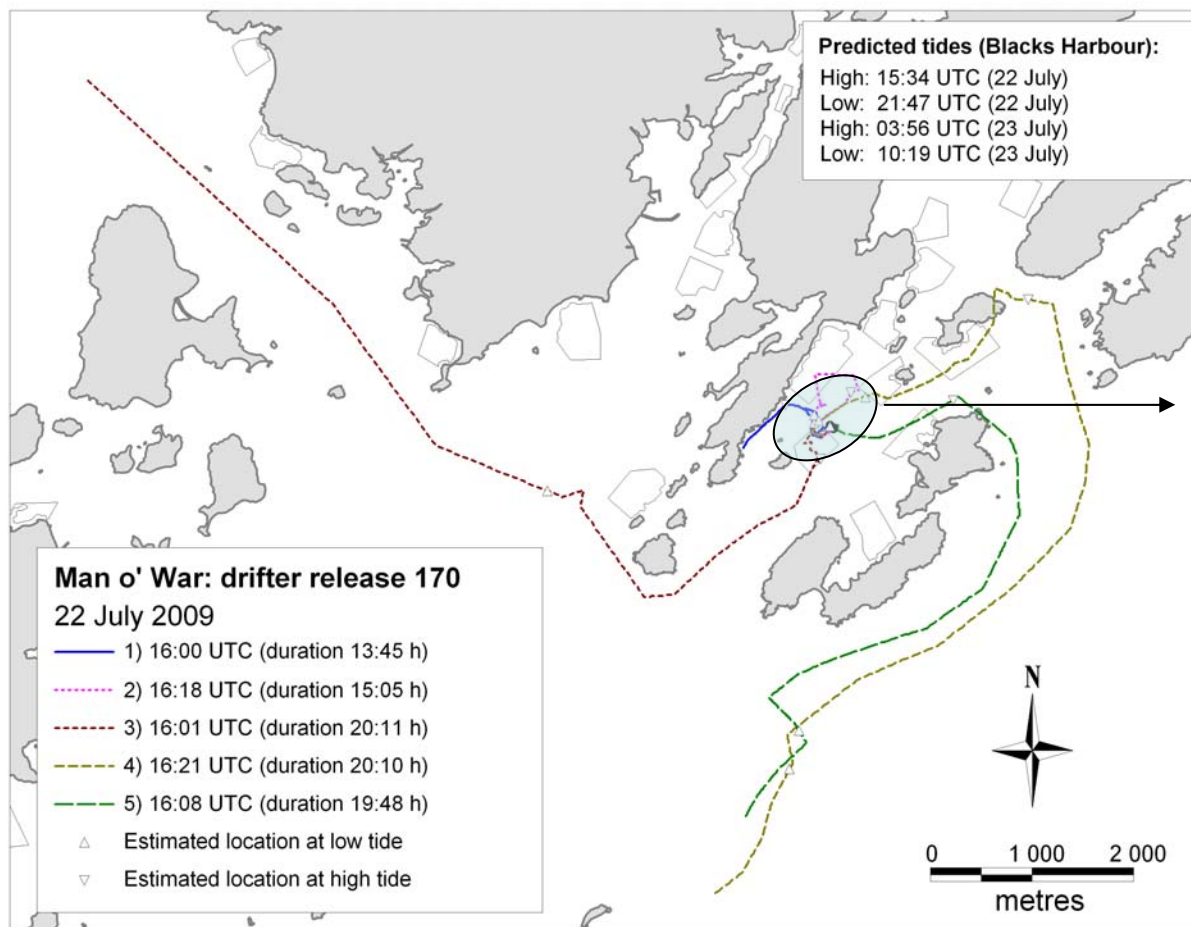 Predicted tides (Blacks Harbour):
High: 15:34 UTC (22 July)
Low: 21:47 UTC (22 July)
High: 03:56 UTC (23 July)
Low: 10:19 UTC (23 July)
Man o' War: drifter release 170
22 July 2009
1) 16:00 UTC (duration 13:45 h)
2) 16:18 UTC (duration 15:05 h)
3) 16:01 UTC (duration 20:11 h)
4) 16:21 UTC (duration 20:10 h)
5) 16:08 UTC (duration 19:48 h)
Estimated location at low tide
Estimated location at high tide
N
0 1 000 2 000
metres